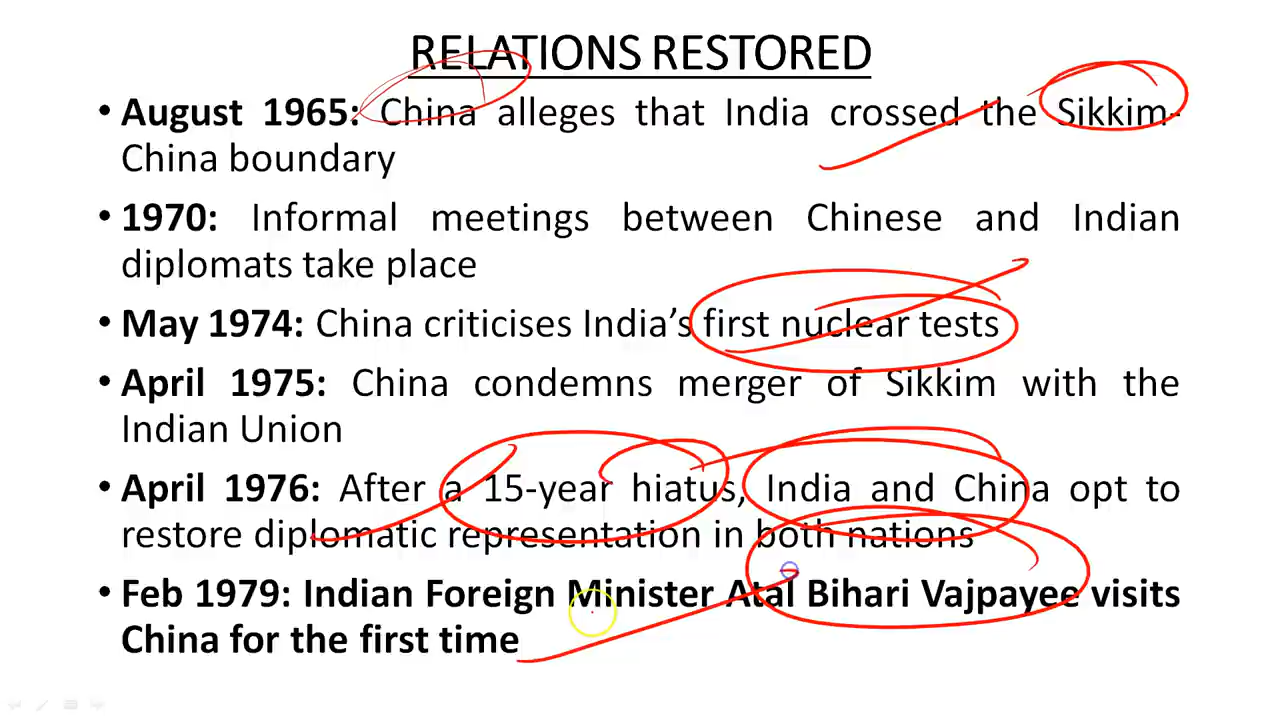 RELATIONS RESTORED
• August 1965: China alleges that India crossed the Sikkim-
China boundary
• 1970: Informal meetings between Chinese and Indian
diplomats take place
• May 1974: China criticises India's first nuclear tests
• April 1975: China condemns merger of Sikkim with the
Indian Union
• April 1976: After a 15-year hiatus, India and China opt to
restore diplomatic representation in both nations
• Feb 1979: Indian Foreign Minister Atal Bihari Vajpayee visits
China for the first time